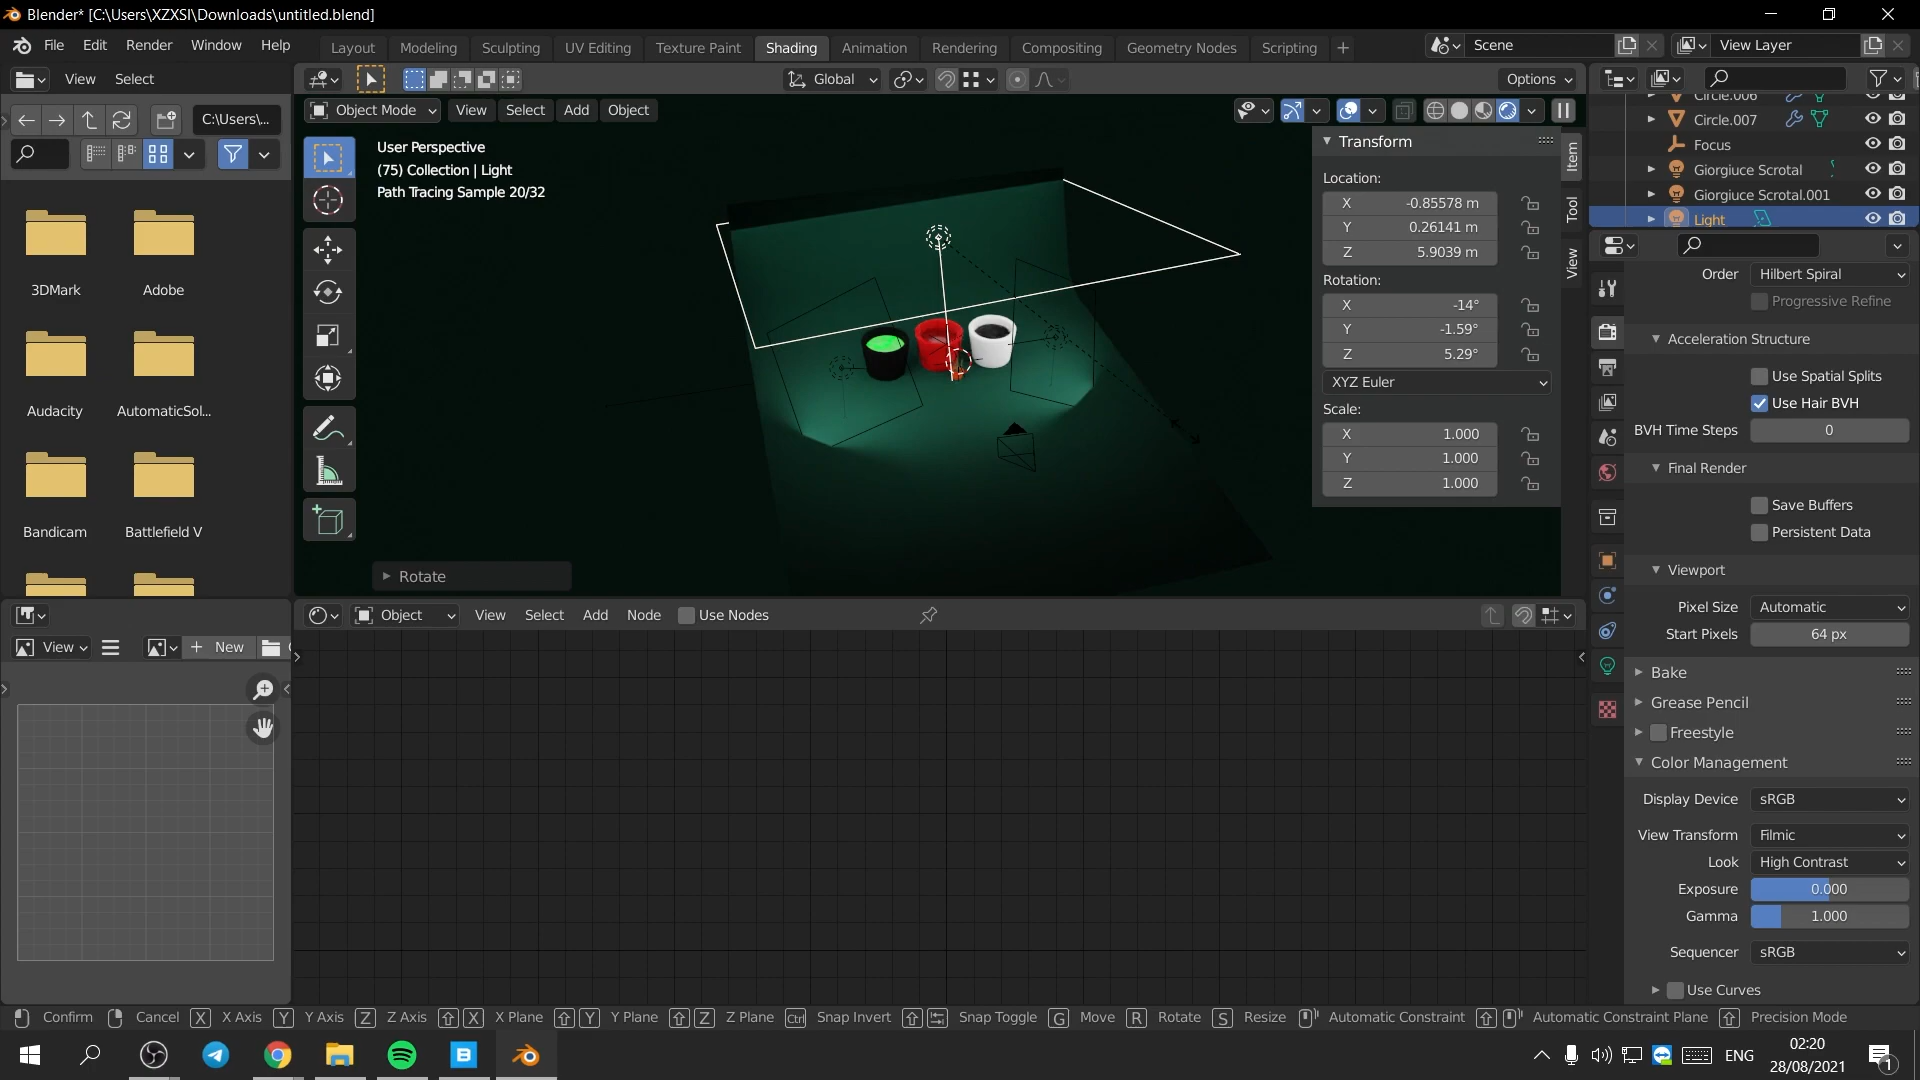 Blender* [C:\Users\XZXSI\Downloads\untitled.blend]
File Edit Render Window Help Layout Modeling Sculpting UV Editing Texture Paint Shading Animation Rendering Compositing Geometry Nodes Scripting + Scene View Layer
View Select Global Options
C:\Users\...
Object Mode View Select Add Object
User Perspective
(75) Collection | Light
Path Tracing Sample 20/32
3DMark Adobe
Audacity AutomaticSol...
Bandicam Battlefield V
Rotate
Transform
Location:
X -0.85578 m
Y 0.26141 m
Z 5.9039 m
Rotation:
X -14°
Y -1.59°
Z 5.29°
XYZ Euler
Scale:
X 1.000
Y 1.000
Z 1.000
Item
Tool
View
Circle.006
Circle.007
Focus
Giorgiuce Scrotal
Giorgiuce Scrotal.001
Light
Order Hilbert Spiral
Progressive Refine
Acceleration Structure
Use Spatial Splits
Use Hair BVH
BVH Time Steps 0
Final Render
Save Buffers
Persistent Data
Viewport
Pixel Size Automatic
Start Pixels 64 px
Bake
Grease Pencil
Freestyle
Color Management
Display Device sRGB
View Transform Filmic
Look High Contrast
Exposure 0.000
Gamma 1.000
Sequencer sRGB
Use Curves
Object View Select Add Node Use Nodes
View + New
Confirm Cancel X X Axis Y Y Axis Z Z Axis X X Plane Y Y Plane Z Z Plane Ctrl Snap Invert Snap Toggle G Move R Rotate S Resize Automatic Constraint Automatic Constraint Plane Precision Mode
B ENG 02:20
28/08/2021 1